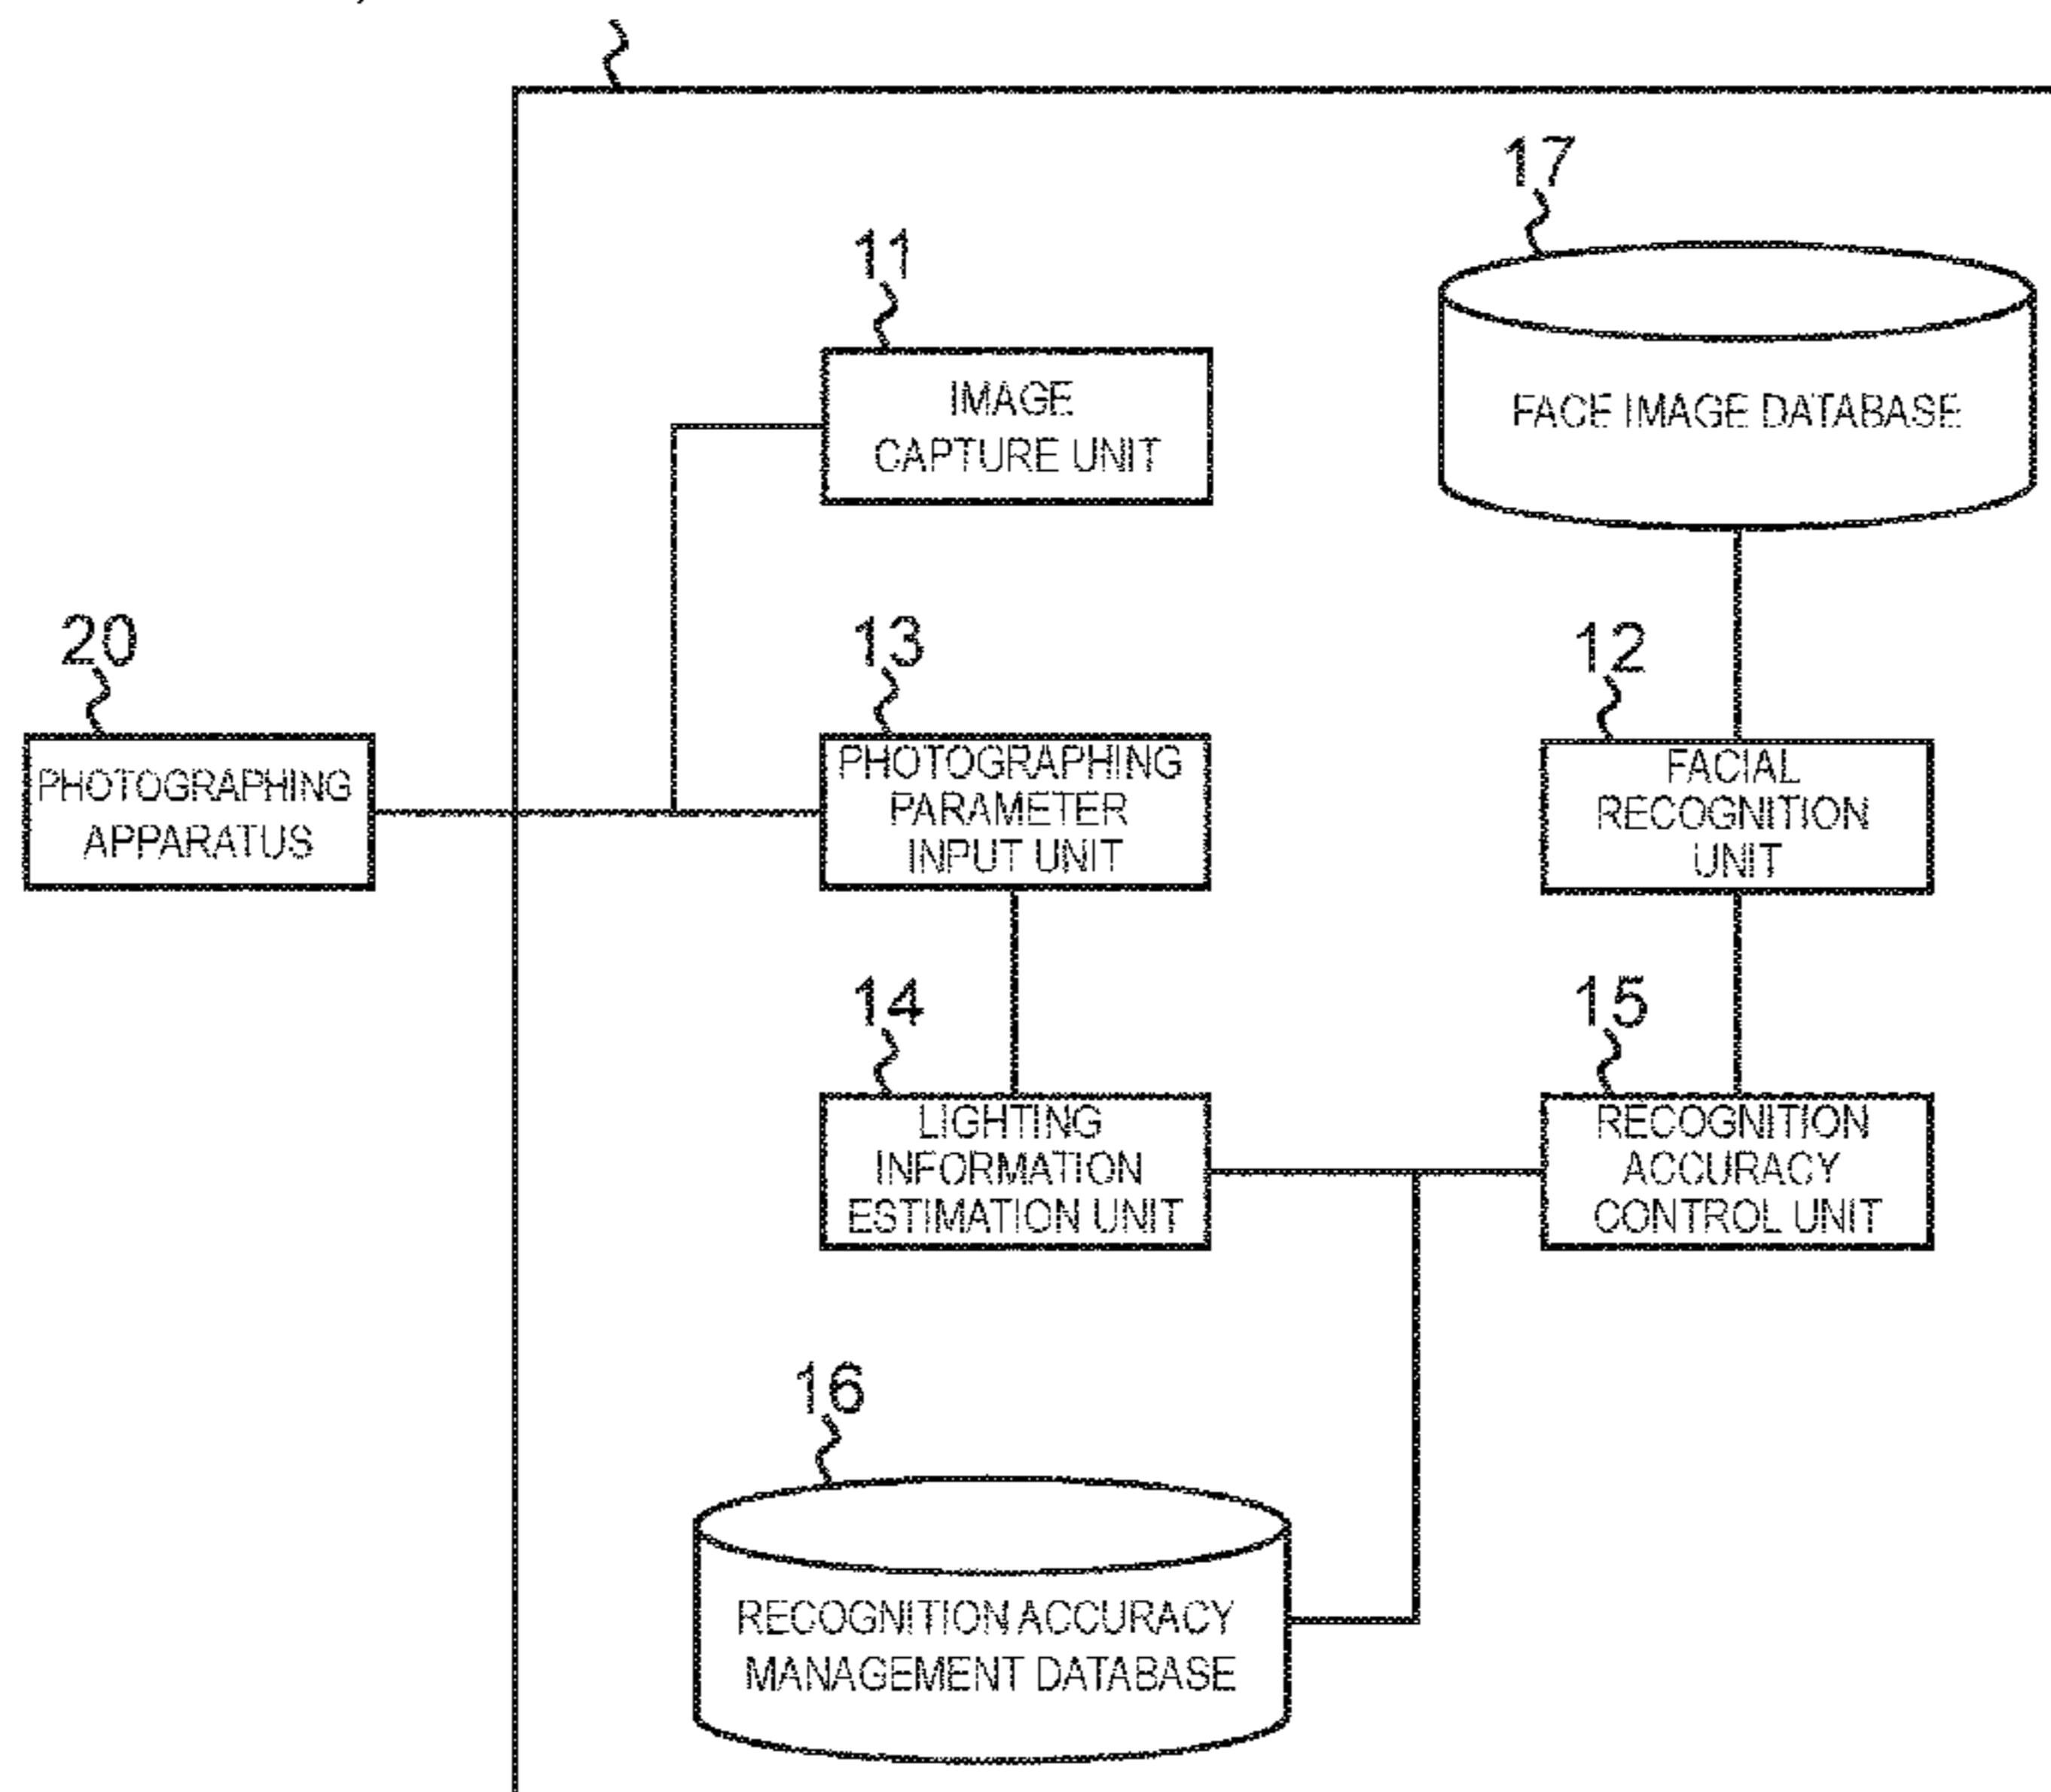 17
11
IMAGE
CAPTURE UNIT
FACE IMAGE DATABASE
20
13
12
PHOTOGRAPHING
APPARATUS
PHOTOGRAPHING
PARAMETER
INPUT UNIT
FACIAL
RECOGNITION
UNIT
14
15
LIGHTING
INFORMATION
ESTIMATION UNIT
RECOGNITION
ACCURACY
CONTROL UNIT
16
RECOGNITION ACCURACY
MANAGEMENT DATABASE